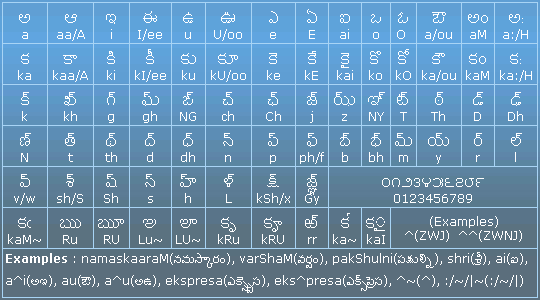 అ ఆ ఇ ఈ ఉ ఊ ఎ ఏ ఐ ఒ ఓ ఔ అం అః
a aa/A i I/ee u U/oo e E ai o O a/ou aM a:/H
క కా కి కీ కు కూ కె కే కై కొ కో కౌ కం కః
ka kaa/A ki kI/ee ku kU/oo ke kE kai ko kO ka/ou kaM ka:/H
క్ ఖ్ గ్ ఘ్ ఙ్ చ్ ఛ్ జ్ ఝ్ ఞ్ ట్ ఠ్ డ్ ఢ్
k kh g gh NG ch Ch j z NY T Th D Dh
ణ్ త్ థ్ ద్ ధ్ న్ ప్ ఫ్ బ్ భ్ మ్ య్ ర్ ల్
N t th d dh n p ph/f b bh m y r l
వ్ శ్ ష్ స్ హ్ ళ్ క్ష్ జ్ఞ్ ౦౧౨౩౪౫౬౭౮౯
v/w sh/S Sh s h L kSh/x Gy 0123456789
కఁ ఋ ౠ ఌ ౡ కృ కౄ ఱ్ (Examples)
kaM~ Ru RU Lu~ LU~ kRu kRU rr ka~ kaI ^(ZWJ) ^^(ZWNJ)
Examples : namaskaaraM(నమస్కారం), varShaM(వర్షం), pakShulni(పక్షుల్ని), shri(శ్రి), ai(ఐ),
a^i(అఇ), au(ఔ), a^u(అఉ), ekspresa(ఎక్స్ప్రెస), eks^presa(ఎక్‌స్ప్రెస), ^~(^), :/~/|~(:/~/|)